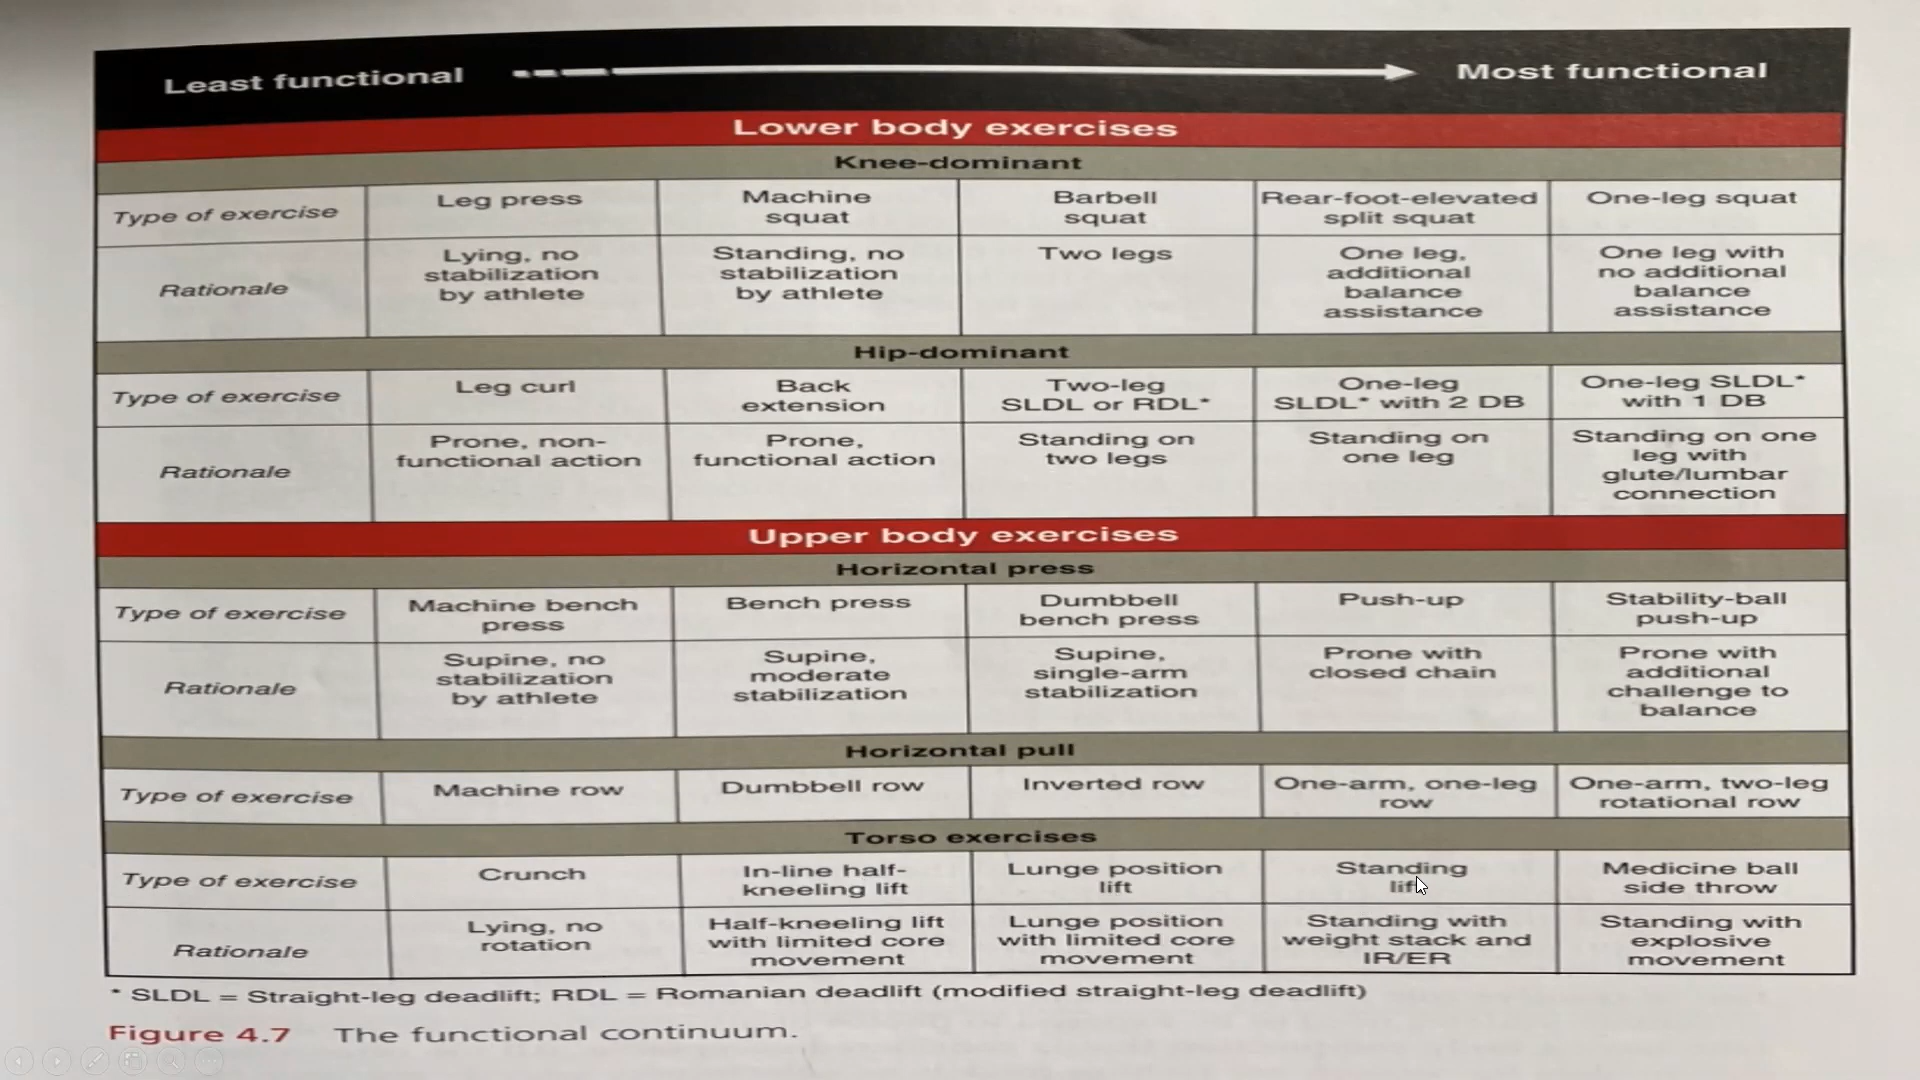 Least functional
Most functional
Lower body exercises
Knee-dominant
Type of exercise
Leg press
Machine
squat
Barbell
squat
Rear-foot-elevated
split squat
One-leg squat
Rationale
Lying, no
stabilization
by athlete
Standing, no
stabilization
by athlete
Two legs
One leg,
additional
balance
assistance
One leg with
no additional
balance
assistance
Hip-dominant
Type of exercise
Leg curl
Back
extension
Two-leg
SLDL or RDL*
One-leg
SLDL* with 2 DB
One-leg SLDL*
with 1 DB
Rationale
Prone, non-
functional action
Prone,
functional action
Standing on
two legs
Standing on
one leg
Standing on one
leg with
glute/lumbar
connection
Upper body exercises
Horizontal press
Type of exercise
Machine bench
press
Bench press
Dumbbell
bench press
Push-up
Stability-ball
push-up
Rationale
Supine, no
stabilization
by athlete
Supine,
moderate
stabilization
Supine,
single-arm
stabilization
Prone with
closed chain
Prone with
additional
challenge to
balance
Horizontal pull
Type of exercise
Machine row
Dumbbell row
Inverted row
One-arm, one-leg
row
One-arm, two-leg
rotational row
Torso exercises
Type of exercise
Crunch
In-line half-
kneeling lift
Lunge position
lift
Standing
lift
Medicine ball
side throw
Rationale
Lying, no
rotation
Half-kneeling lift
with limited core
movement
Lunge position
with limited core
movement
Standing with
weight stack and
IR/ER
Standing with
explosive
movement
* SLDL = Straight-leg deadlift; RDL = Romanian deadlift (modified straight-leg deadlift)
Figure 4.7 The functional continuum.